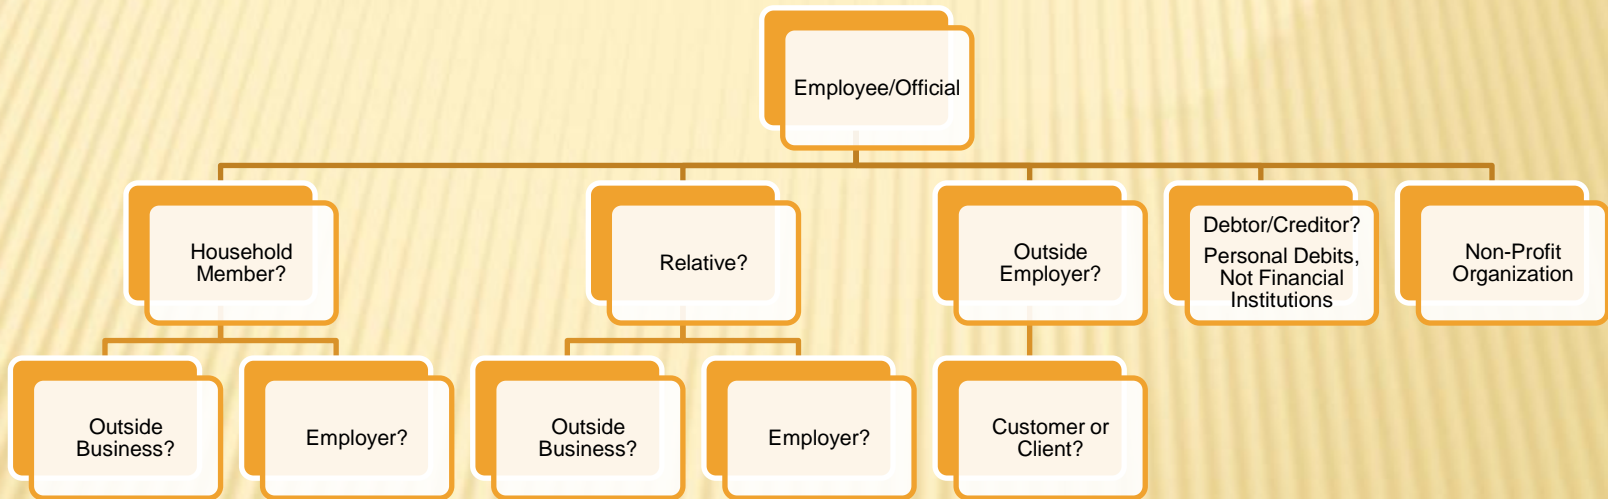 Employee/Official
Household
Member?
Relative?
Outside
Employer?
Debtor/Creditor?
Personal Debits,
Not Financial
Institutions
Non-Profit
Organization
Outside
Business?
Employer?
Outside
Business?
Employer?
Customer or
Client?